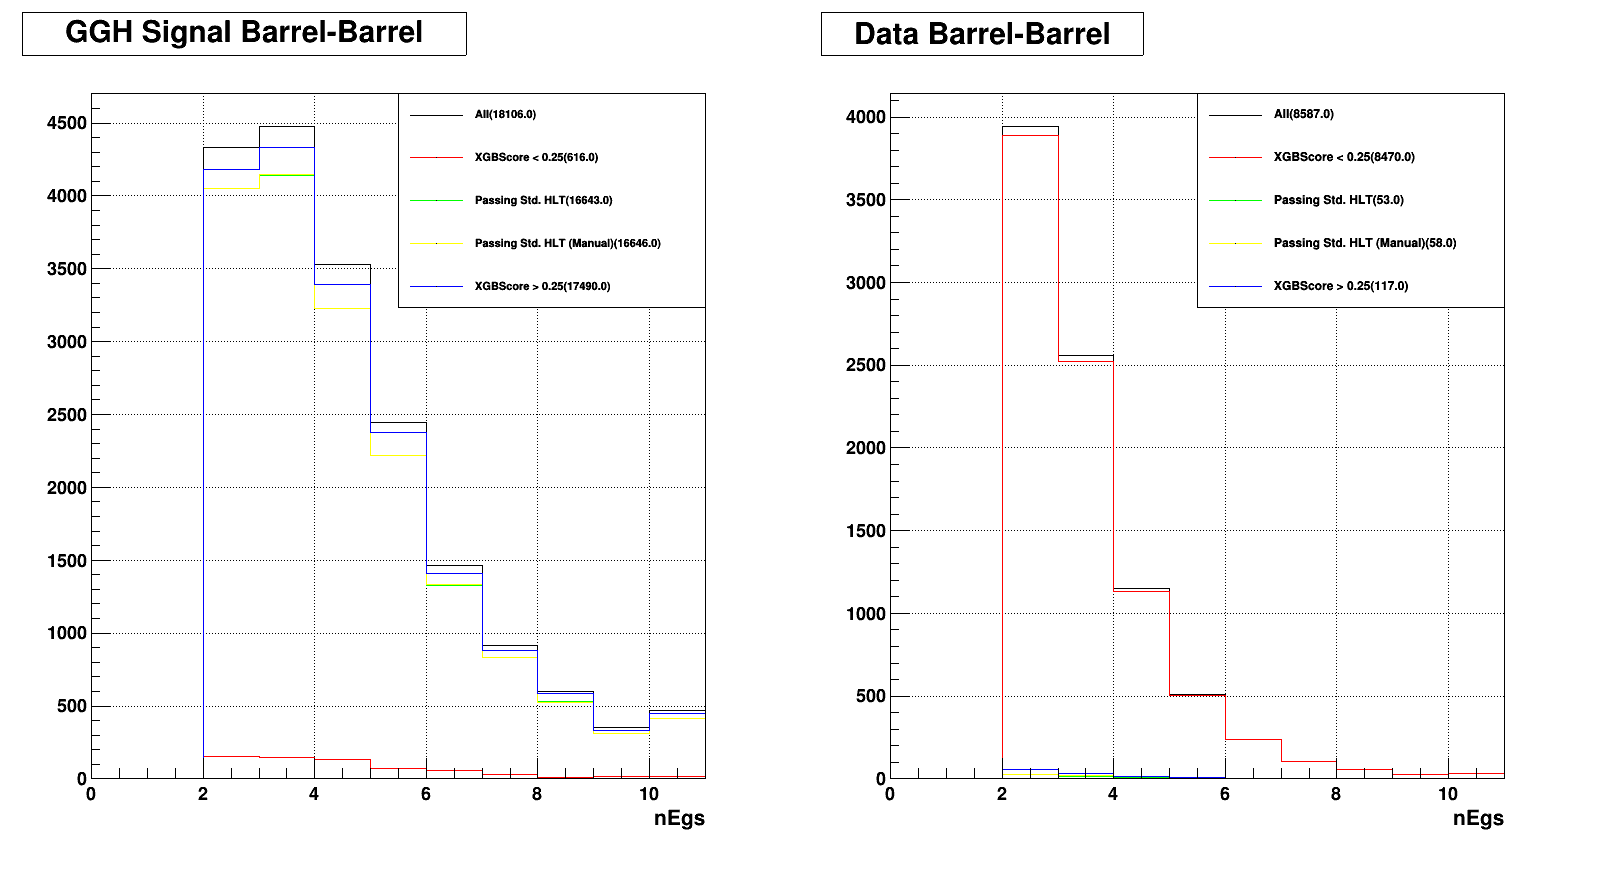 GGH Signal Barrel-Barrel
All(18106.0)
XGBScore < 0.25(616.0)
Passing Std. HLT(16643.0)
Passing Std. HLT (Manual)(16646.0)
XGBScore > 0.25(17490.0)
4500
4000
3500
3000
2500
2000
1500
1000
500
0
0 2 4 6 8 10
nEgs
Data Barrel-Barrel
All(8587.0)
XGBScore < 0.25(8470.0)
Passing Std. HLT(53.0)
Passing Std. HLT (Manual)(58.0)
XGBScore > 0.25(117.0)
4000
3500
3000
2500
2000
1500
1000
500
0
0 2 4 6 8 10
nEgs